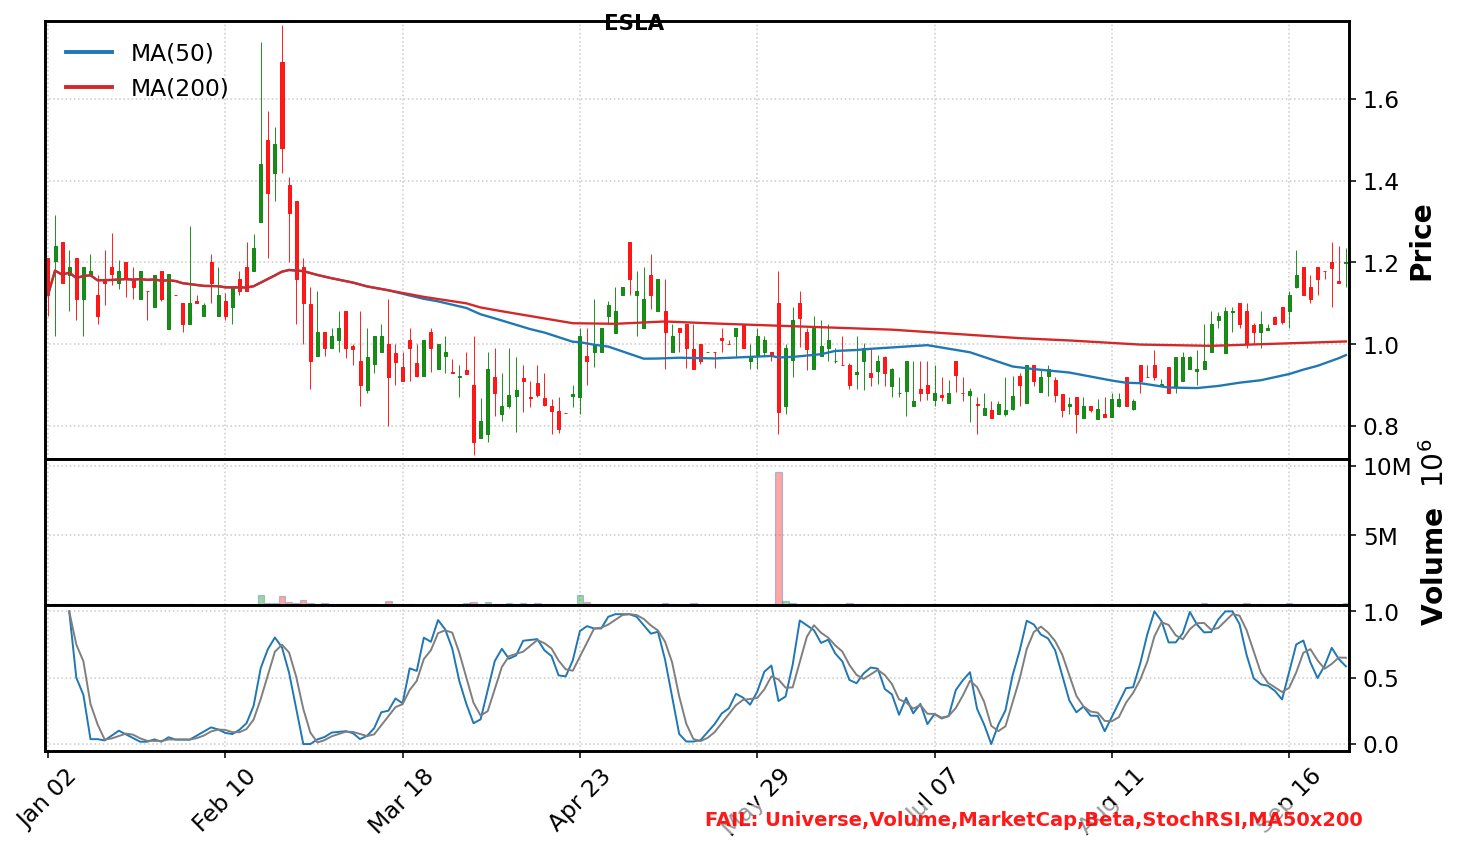 ESLA
MA(50)
MA(200)
1.6
1.4
1.2
1.0
0.8
Price
10M
5M
Volume 10^6
1.0
0.5
0.0
Jan 02
Feb 10
Mar 18
Apr 23
May 29
Jul 07
Aug 11
Sep 16
FAIL: Universe,Volume,MarketCap,Beta,StochRSI,MA50x200